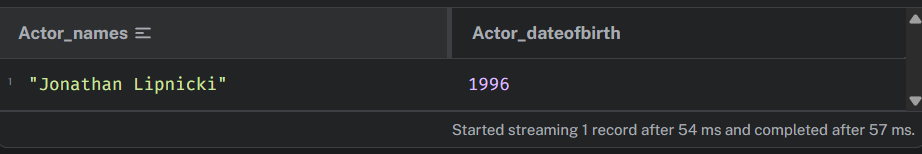 Actor_names Actor_dateofbirth
1 "Jonathan Lipnicki" 1996
Started streaming 1 record after 54 ms and completed after 57 ms.